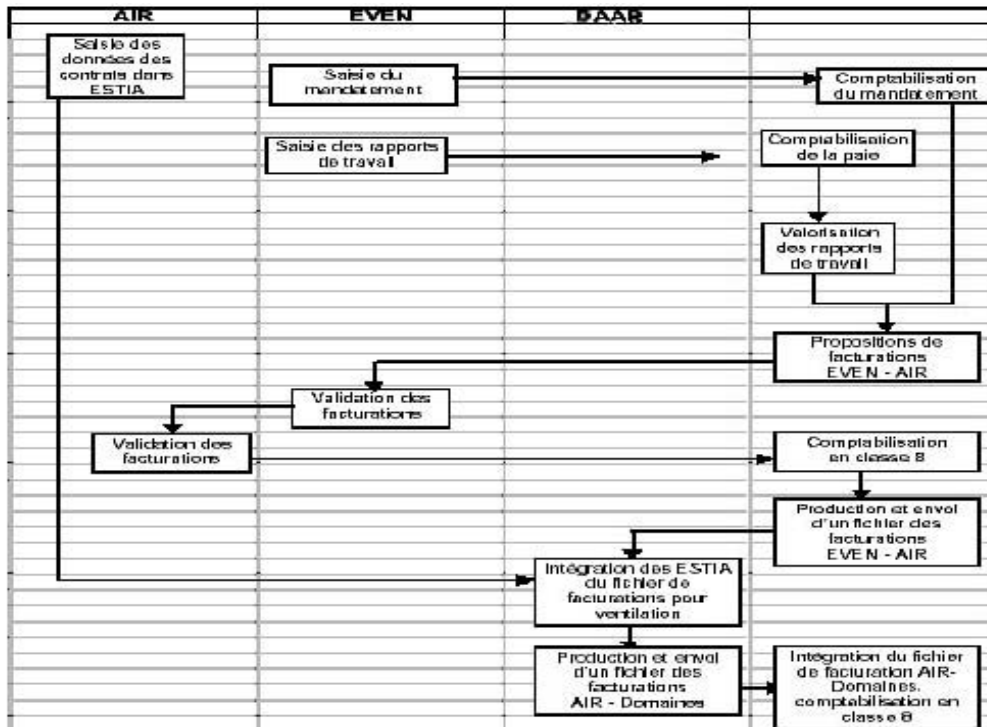 AIR EVEN DAAR
Saisie des
données des
contrats dans
ESTIA
Saisie du
mandatement
Comptabilisation
du mandatement
Saisie des rapports
de travail
Comptabilisation
de la paie
Valorisation
des rapports
de travail
Propositions de
facturations
EVEN - AIR
Validation des
facturations
Validation des
facturations
Comptabilisation
en classe 8
Production et envoi
d'un fichier des
facturations
EVEN - AIR
Intégration des ESTIA
du fichier de
facturations pour
ventilation
Production et envoi
d'un fichier des
facturations
AIR - Domaines
Intégration du fichier
de facturation AIR-
Domaines.
comptabilisation en
classe 8